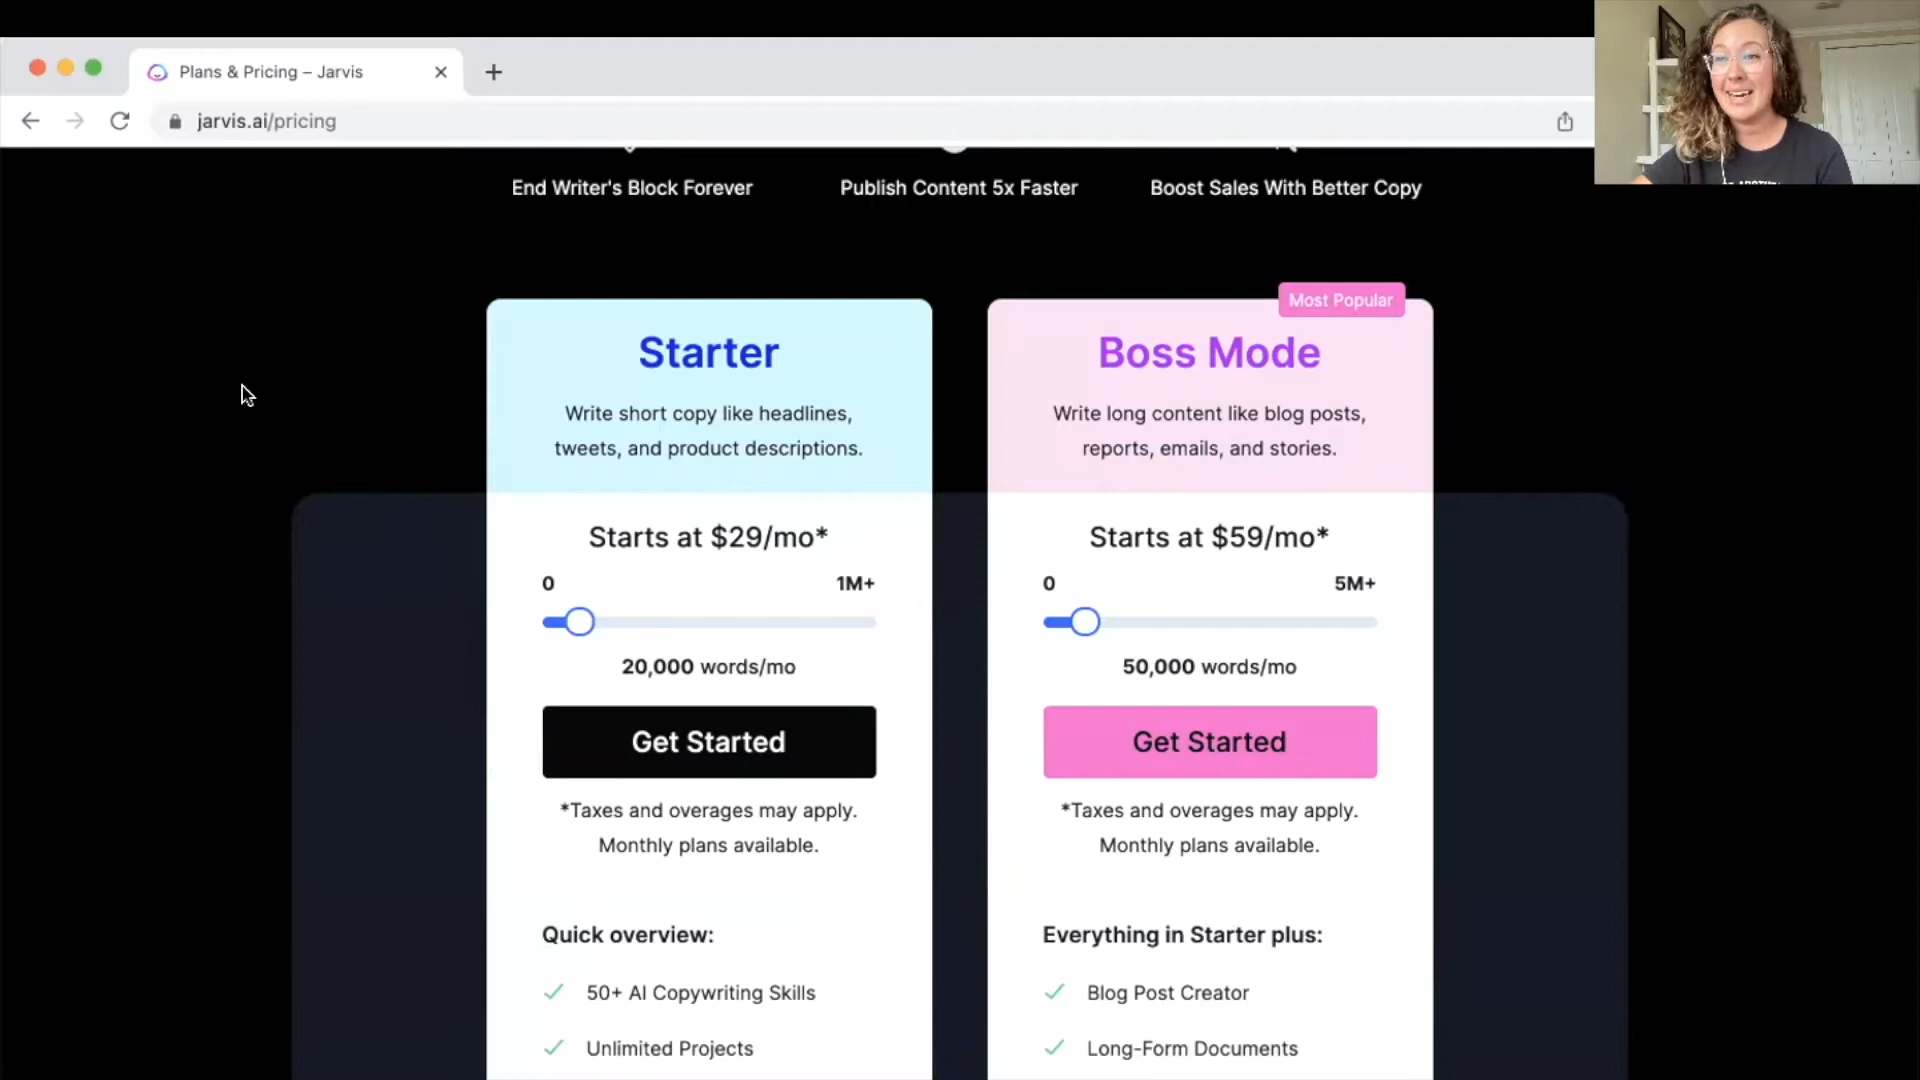 Plans & Pricing – Jarvis
jarvis.ai/pricing
End Writer's Block Forever
Publish Content 5x Faster
Boost Sales With Better Copy
Starter
Write short copy like headlines,
tweets, and product descriptions.
Starts at $29/mo*
0 1M+
20,000 words/mo
Get Started
*Taxes and overages may apply.
Monthly plans available.
Quick overview:
50+ AI Copywriting Skills
Unlimited Projects
Most Popular
Boss Mode
Write long content like blog posts,
reports, emails, and stories.
Starts at $59/mo*
0 5M+
50,000 words/mo
Get Started
*Taxes and overages may apply.
Monthly plans available.
Everything in Starter plus:
Blog Post Creator
Long-Form Documents